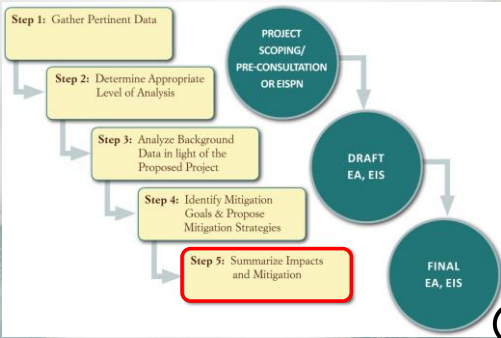 Step 1: Gather Pertinent Data
Step 2: Determine Appropriate
Level of Analysis
Step 3: Analyze Background
Data in light of the
Proposed Project
Step 4: Identify Mitigation
Goals & Propose
Mitigation Strategies
Step 5: Summarize Impacts
and Mitigation
PROJECT
SCOPING/
PRE-CONSULTATION
OR EISPN
DRAFT
EA, EIS
FINAL
EA, EIS